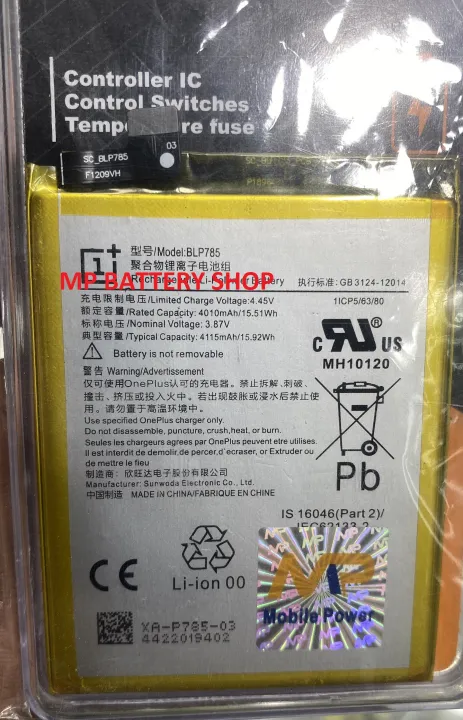 Controller IC
Control Switches
fuse
03
SC_BLP785
F1209VH
型号/Model:BLP785
聚合物锂离子电池组
MP BATTERY SHOP
执行标准:GB3124-12014
充电限制电压/Limited Charge Voltage:4.45V
1ICP5/63/80
额定容量/Rated Capacity: 4010mAh/15.51Wh
标称电压/Nominal Voltage: 3.87V
典型容量/Typical Capacity: 4115mAh/15.92Wh
Battery is not removable
c RU US
MH10120
警告 Warning/Advertisement
仅可使用OnePlus认可的充电器。禁止拆解、刺破、
撞击、挤压或投入火中。若出现鼓胀或浸水后禁止使
用。请勿置于高温环境中。
Use specified OnePlus charger only.
Do not disassemble, puncture, crush,heat, or burn.
Seules les chargeurs agrees par OnePlus peuvent etre utilises.
Il est interdit de demolir, de percer, d'ecraser, ou Extruder ou
de mettre le produit au feu.
Pb
制造商: 欣旺达电子股份有限公司
Manufacturer: Sunwoda Electronic Co.,Ltd
中国制造 MADE IN CHINA/FABRIQUE EN CHINE
IS 16046(Part 2)/
IEC62133-2
CE
Li-ion 00
MP
Mobile Power
XA-P785-03
4422019402